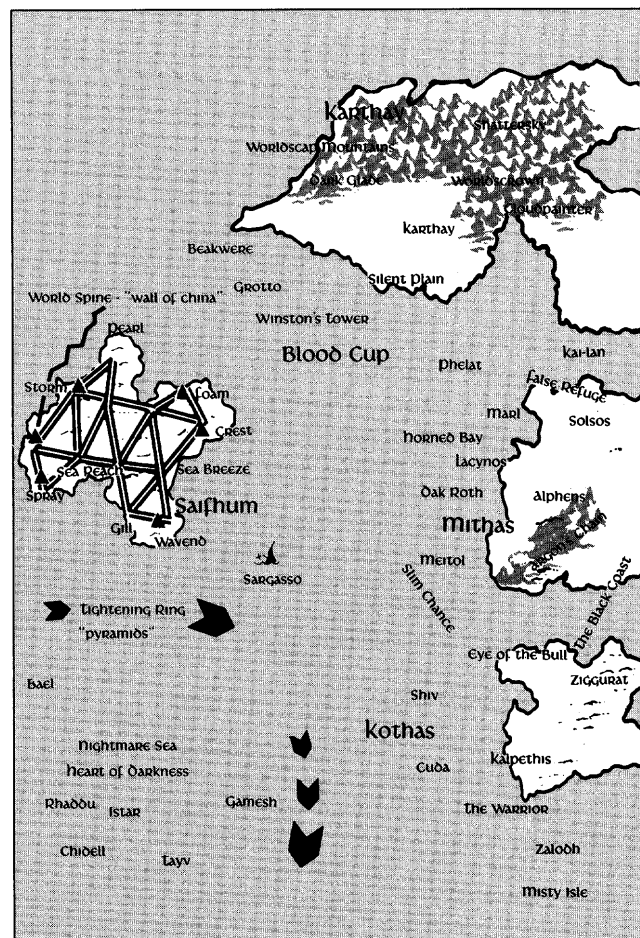 Karthay
Shattersky
Worldscap Mountains
Dark Glade
Worldscrown
Cloudpainter
Karthay
Beakwere
Silent Plain
Grotto
World Spine - "wall of china"
Winston's Tower
Pearl
Blood Cup
Phelat
Kai-Lan
Storm
Foam
False Refuge
Marl
Solsos
Crest
Horned Bay
Lacynos
Sea Reach
Sea Breeze
Spray
Oak Roth
Alphens
Saifhum
Gill
Mithas
Wavend
Meitol
Sargasso
Slim Chance
The Black Coast
Tightening Ring
"pyramids"
Eye of the Bull
Ziggurat
Hael
Shiv
Kothas
Nightmare Sea
Kalpethis
Heart of Darkness
Cuda
Rhaddu
Istar
Gamesh
The Warrior
Chidell
Tayv
Zalodh
Misty Isle